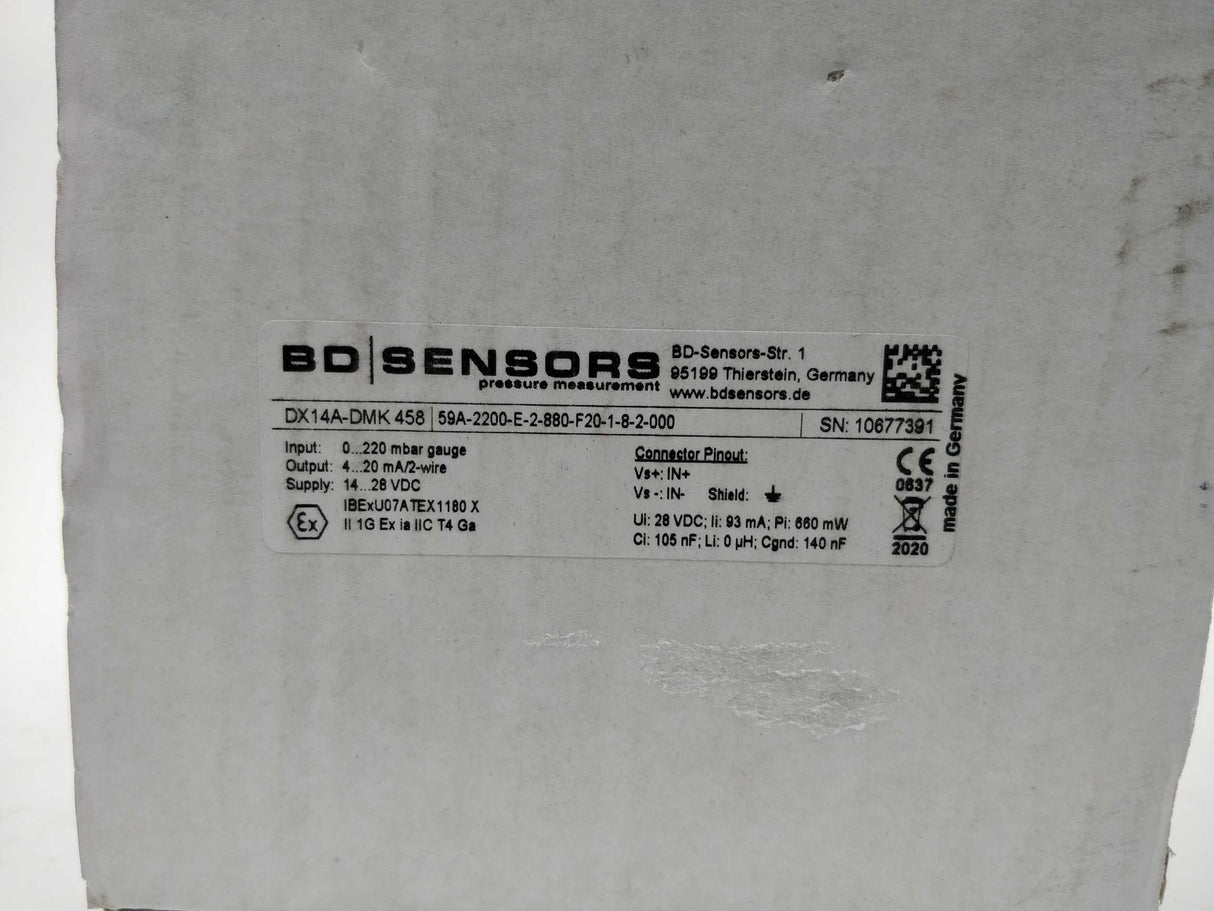 BD|SENSORS
pressure measurement
BD-Sensors-Str. 1
95199 Thierstein, Germany
www.bdsensors.de
DX14A-DMK 458 | 59A-2200-E-2-880-F20-1-8-2-000
SN: 10677391
Input: 0...220 mbar gauge
Output: 4...20 mA/2-wire
Supply: 14...28 VDC
IBExU07ATEX1180 X
Ex II 1G Ex ia IIC T4 Ga
Connector Pinout:
Vs+: IN+
Vs -: IN- Shield:
Ui: 28 VDC; Ii: 93 mA; Pi: 660 mW
Ci: 105 nF; Li: 0 µH; Cgnd: 140 nF
CE
0637
2020
made in Germany